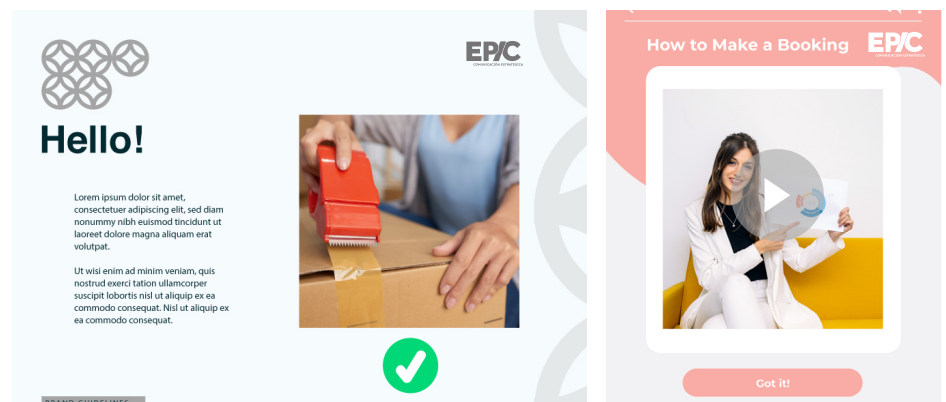 EPIC
COMUNICACIÓN ESTRATÉGICA
Hello!
Lorem ipsum dolor sit amet,
consectetuer adipiscing elit, sed diam
nonummy nibh euismod tincidunt ut
laoreet dolore magna aliquam erat
volutpat.
Ut wisi enim ad minim veniam, quis
nostrud exerci tation ullamcorper
suscipit lobortis nisl ut aliquip ex ea
commodo consequat. Nisl ut aliquip ex
ea commodo consequat.
BRAND GUIDELINES
How to Make a Booking
EPIC
COMUNICACIÓN ESTRATÉGICA
Got it!